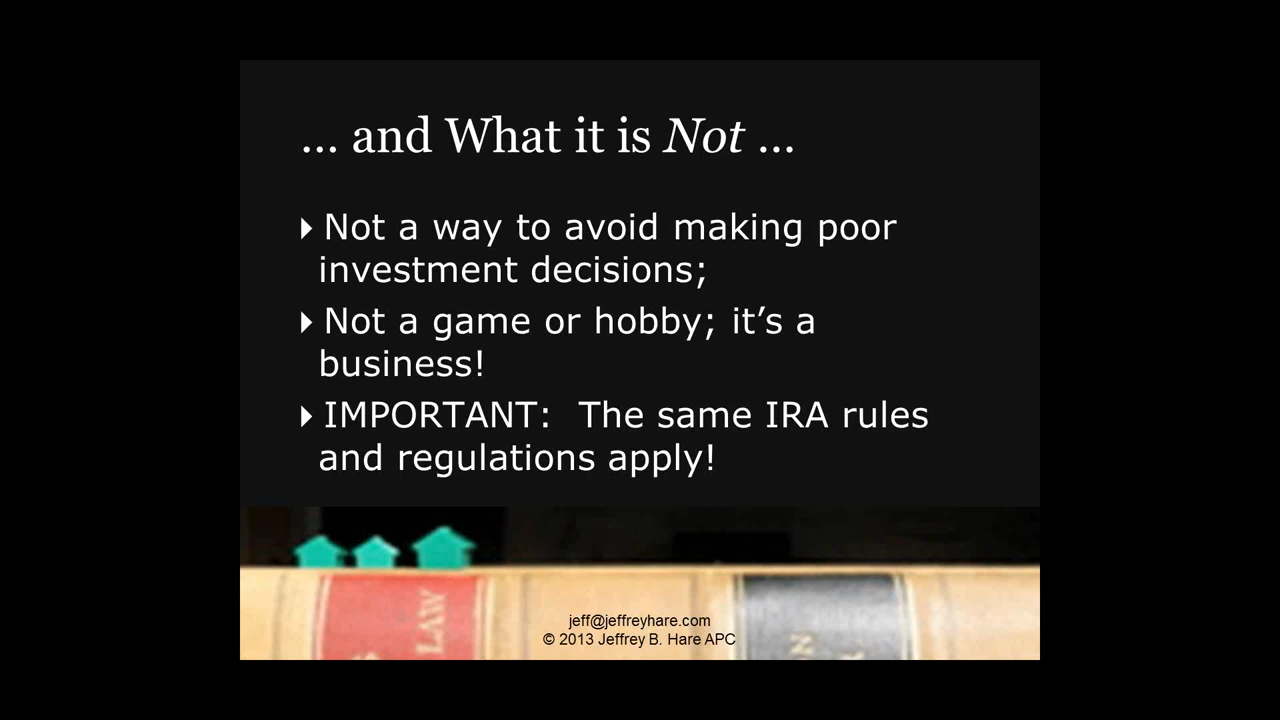 ... and What it is Not ...
Not a way to avoid making poor
investment decisions;
Not a game or hobby; it’s a
business!
IMPORTANT:  The same IRA rules
and regulations apply!
LAW
jeff@jeffreyhare.com
© 2013 Jeffrey B. Hare APC